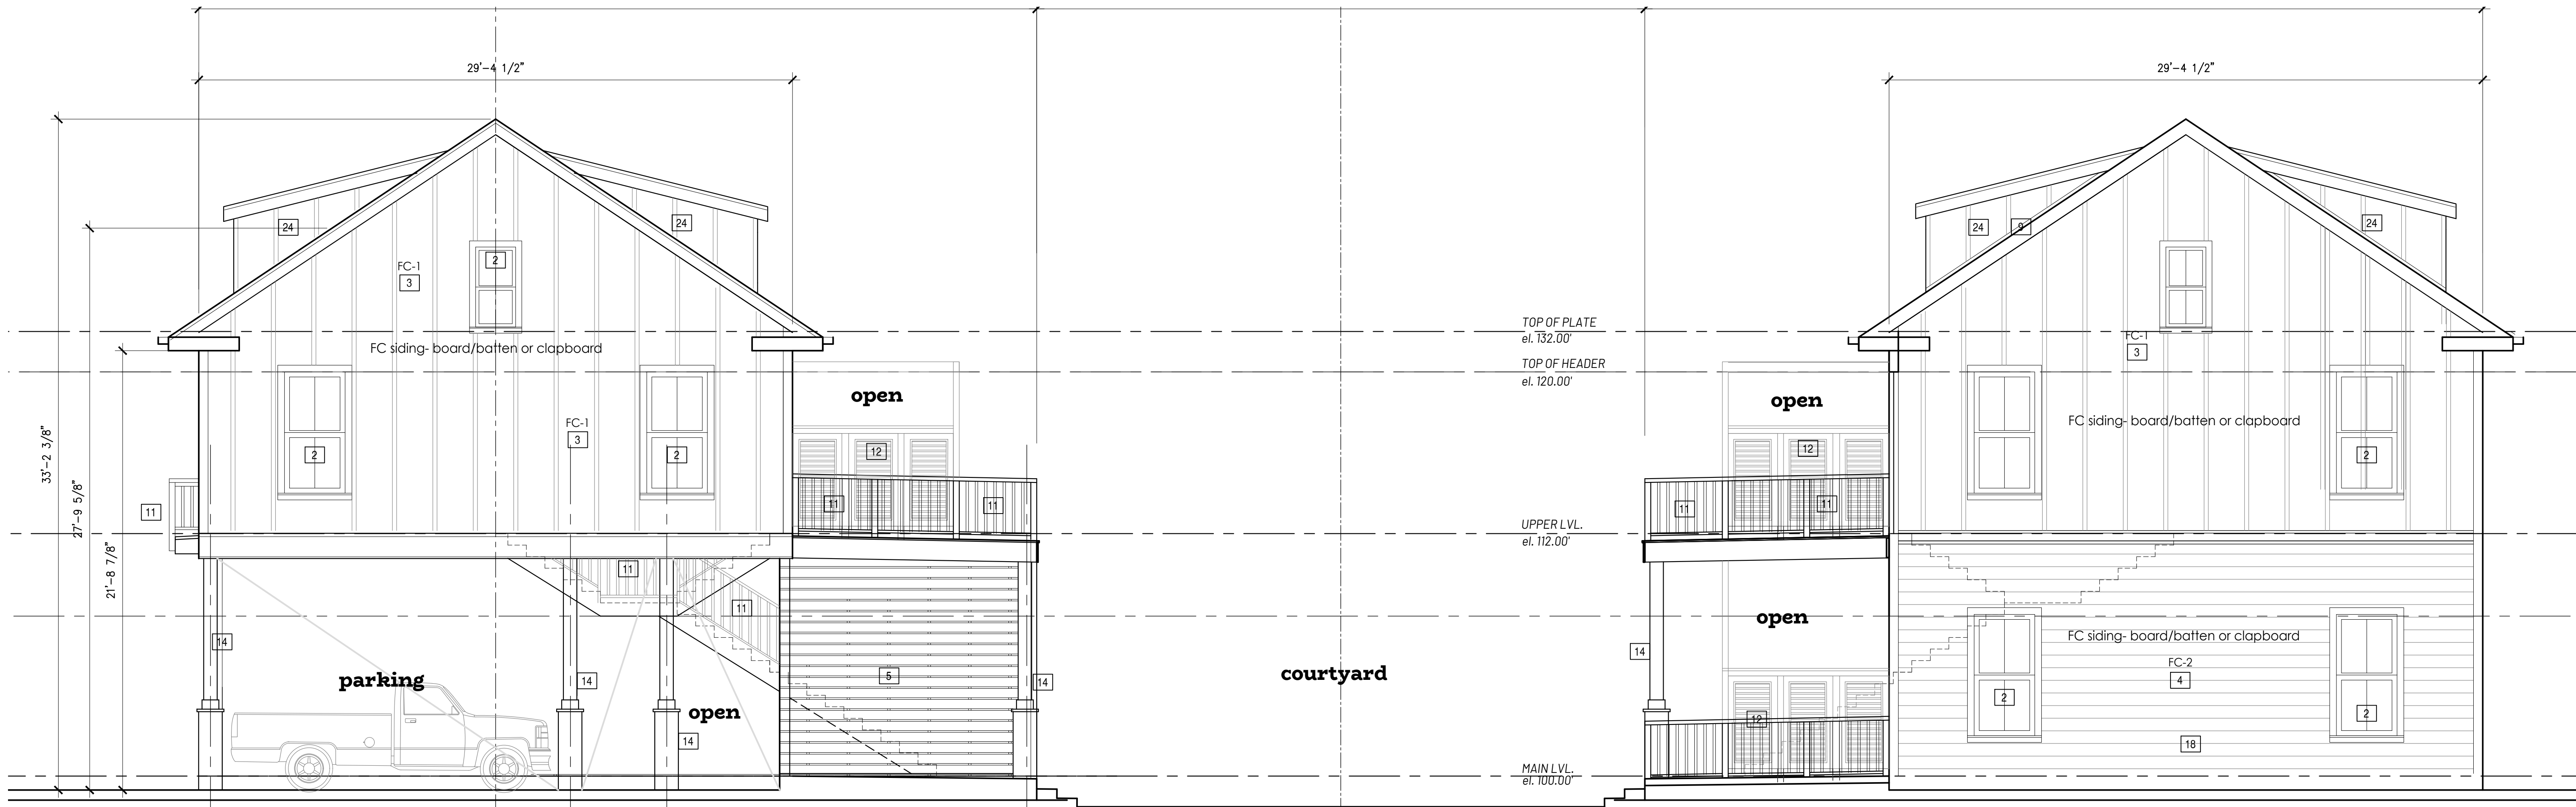 29'-4 1/2"
29'-4 1/2"
33'-2 3/8"
27'-9 5/8"
21'-8 7/8"
24
24
FC-1
3
2
FC siding- board/batten or clapboard
FC-1
3
2
2
11
open
12
11
11
11
11
14
parking
14
open
14
5
14
courtyard
TOP OF PLATE
el. 132.00'
TOP OF HEADER
el. 120.00'
UPPER LVL.
el. 112.00'
MAIN LVL.
el. 100.00'
open
12
11
11
open
14
12
24
9
24
FC-1
3
FC siding- board/batten or clapboard
2
FC siding- board/batten or clapboard
FC-2
4
2
2
18